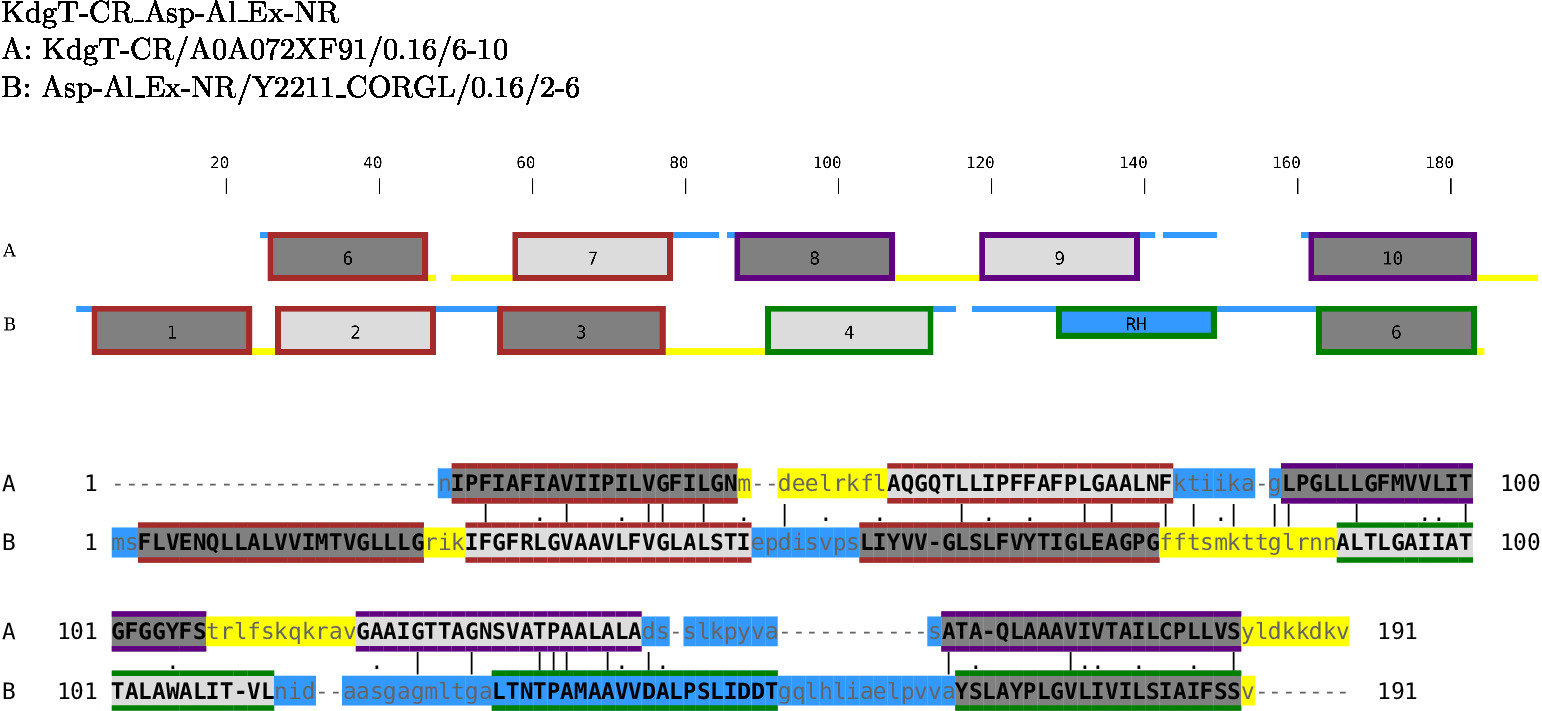 KdgT-CR_Asp-Al_Ex-NR
A: KdgT-CR/A0A072XF91/0.16/6-10
B: Asp-Al_Ex-NR/Y2211_CORGL/0.16/2-6
20 40 60 80 100 120 140 160 180
A 6 7 8 9 10
B 1 2 3 4 RH 6
A 1 ------------------------nIPFIAFIAVIIPILVGFILGNm--deelrkflAQGQTLLIPFFAFPLGAALNFktiika-gLPGLLLGFMVVLIT 100
B 1 msFLVENQLLALVVIMTVGLLLGrikIFGFRLGVAAVLFVGLALSTIepdisvpsLIYVV-GLSLFVYTIGLEAGPGfftsmkttglrnnALTLGAIIAT 100
A 101 GFGGYFStrlfskqkravGAAIGTTAGNSVATPAALALAds-slkpyva-----------sATA-QLAAAVIVTAILCPLLVSyldkkdkv 191
B 101 TALAWALIT-VLnid--aasgagmltgaLTNTPAMAAVVDALPSLIDDTgqlhliaelpvvaYSLAYPLGVLIVILSIAIFSSv------- 191